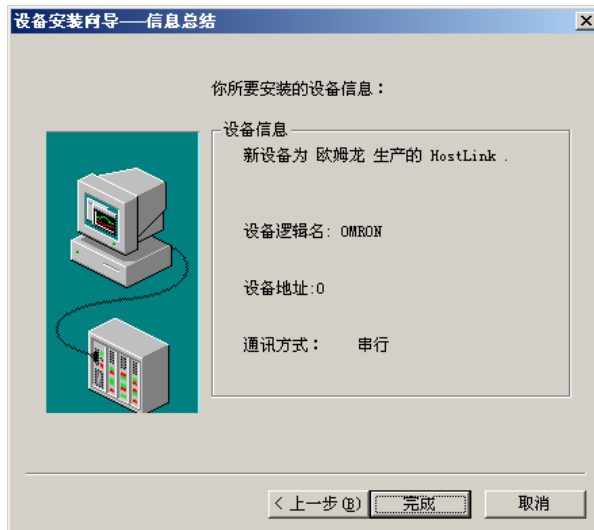 设备安装向导——信息总结
你所要安装的设备信息：
设备信息
新设备为 欧姆龙 生产的 HostLink .
设备逻辑名: OMRON
设备地址:0
通讯方式： 串行
< 上一步(B)
完成
取消